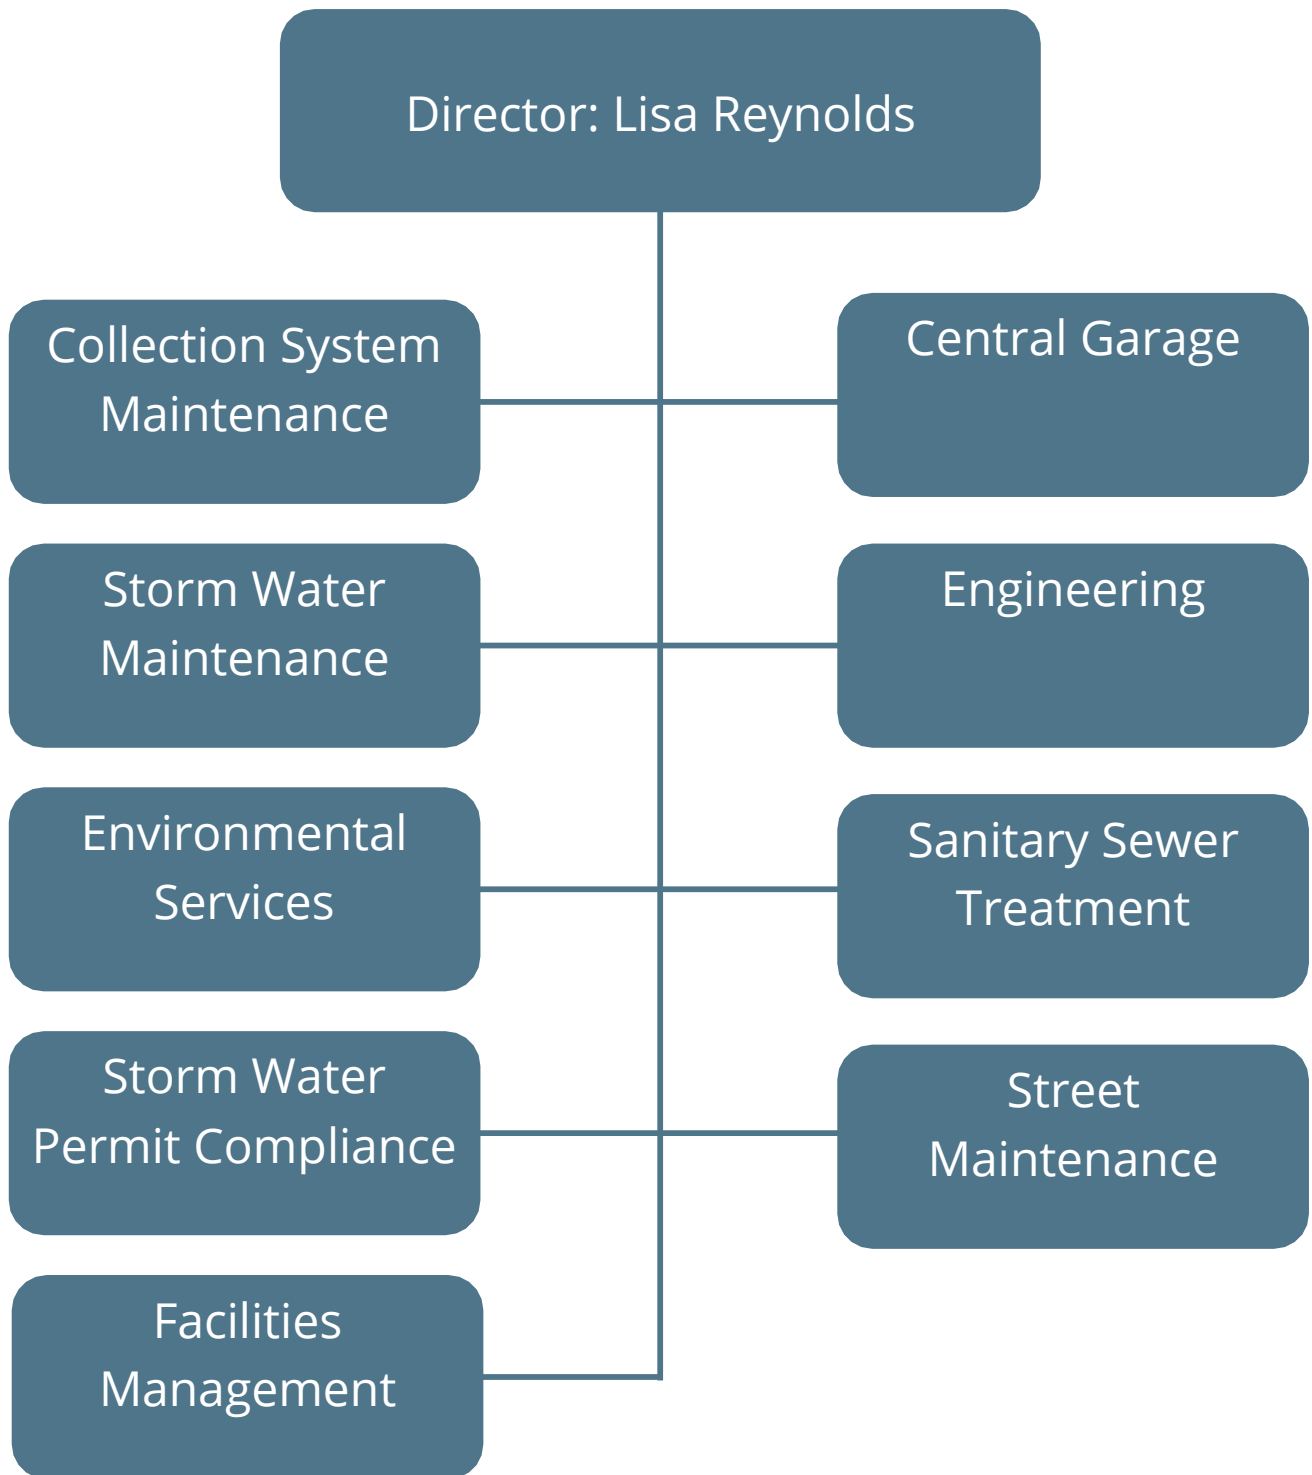 Director: Lisa Reynolds
Collection System
Maintenance
Central Garage
Storm Water
Maintenance
Engineering
Environmental
Services
Sanitary Sewer
Treatment
Storm Water
Permit Compliance
Street
Maintenance
Facilities
Management